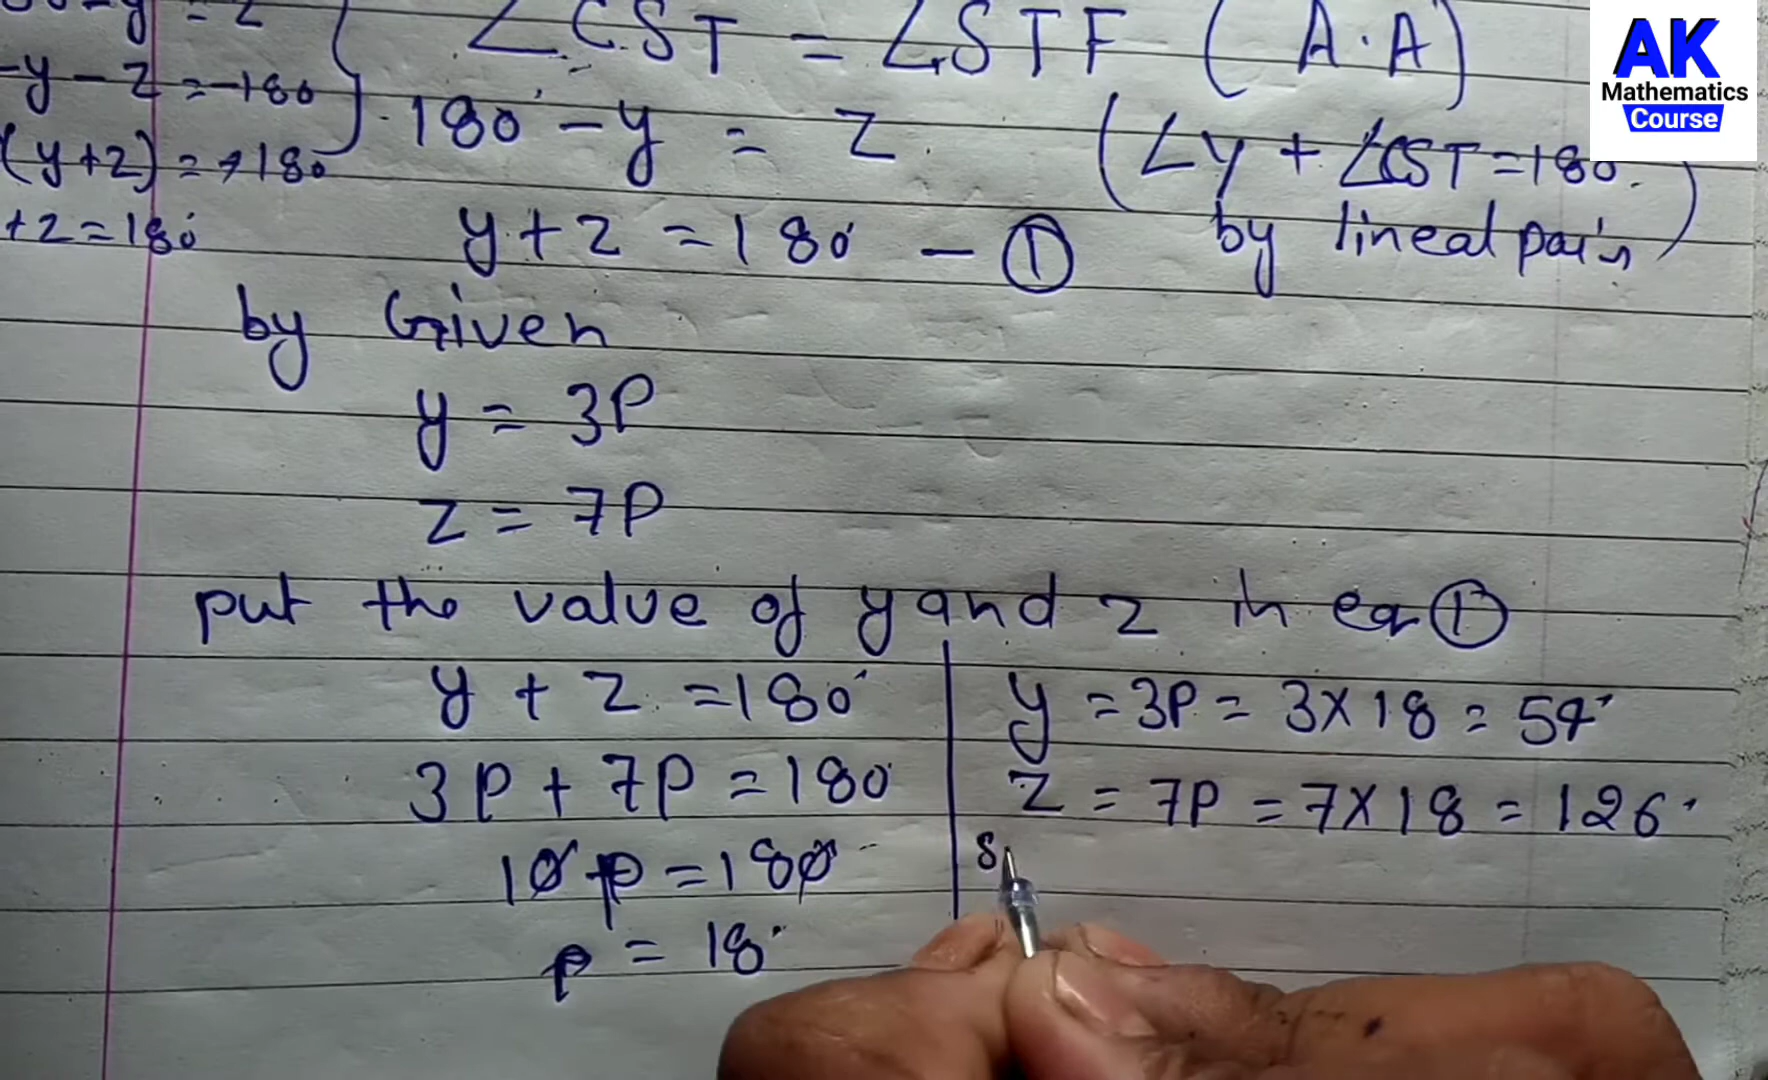 -y = z
∠CST = ∠STF (A.A)
-y - z = -180
180° - y = z (∠y + ∠CST = 180°
(y+z) = +180
by lineal pair)
+z = 180°
y + z = 180° - ①
by Given
y = 3P
z = 7P
put the value of y and z in eq ①
y + z = 180°
3P + 7P = 180
10 p = 180
p = 18°
y = 3P = 3×18 = 54°
z = 7P = 7×18 = 126°
S
AK
Mathematics
Course